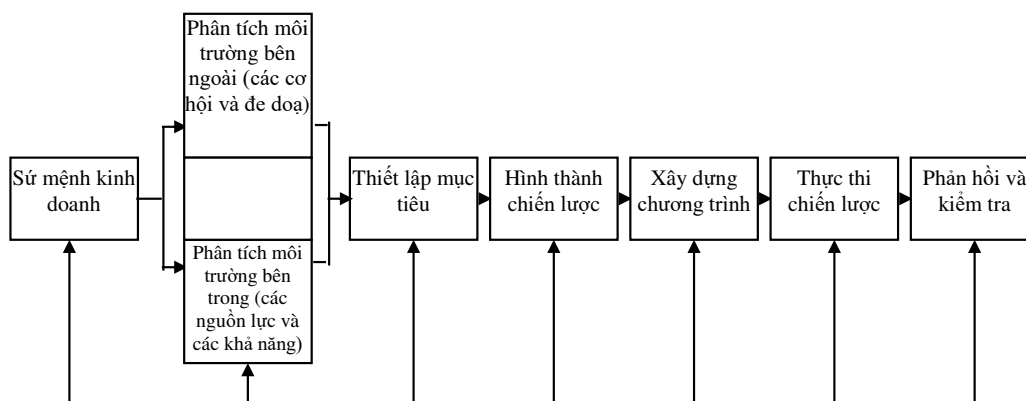 Phân tích môi
trường bên
ngoài (các cơ
hội và đe doạ)
Sứ mệnh kinh
doanh
Phân tích môi
trường bên
trong (các
nguồn lực và
các khả năng)
Thiết lập mục
tiêu
Hình thành
chiến lược
Xây dựng
chương trình
Thực thi
chiến lược
Phản hồi và
kiểm tra